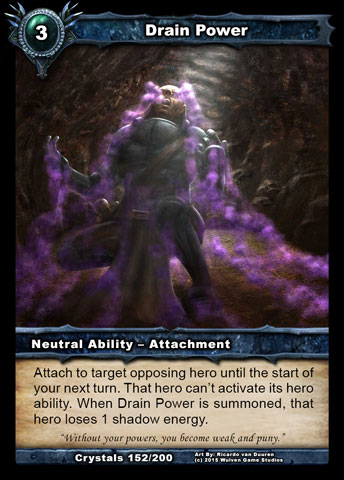 3
Drain Power
Neutral Ability – Attachment
Attach to target opposing hero until the start of
your next turn. That hero can't activate its hero
ability. When Drain Power is summoned, that
hero loses 1 shadow energy.
"Without your powers, you become weak and puny."
Crystals 152/200
Art By: Ricardo van Duuren
(c) 2015 Wulven Game Studios